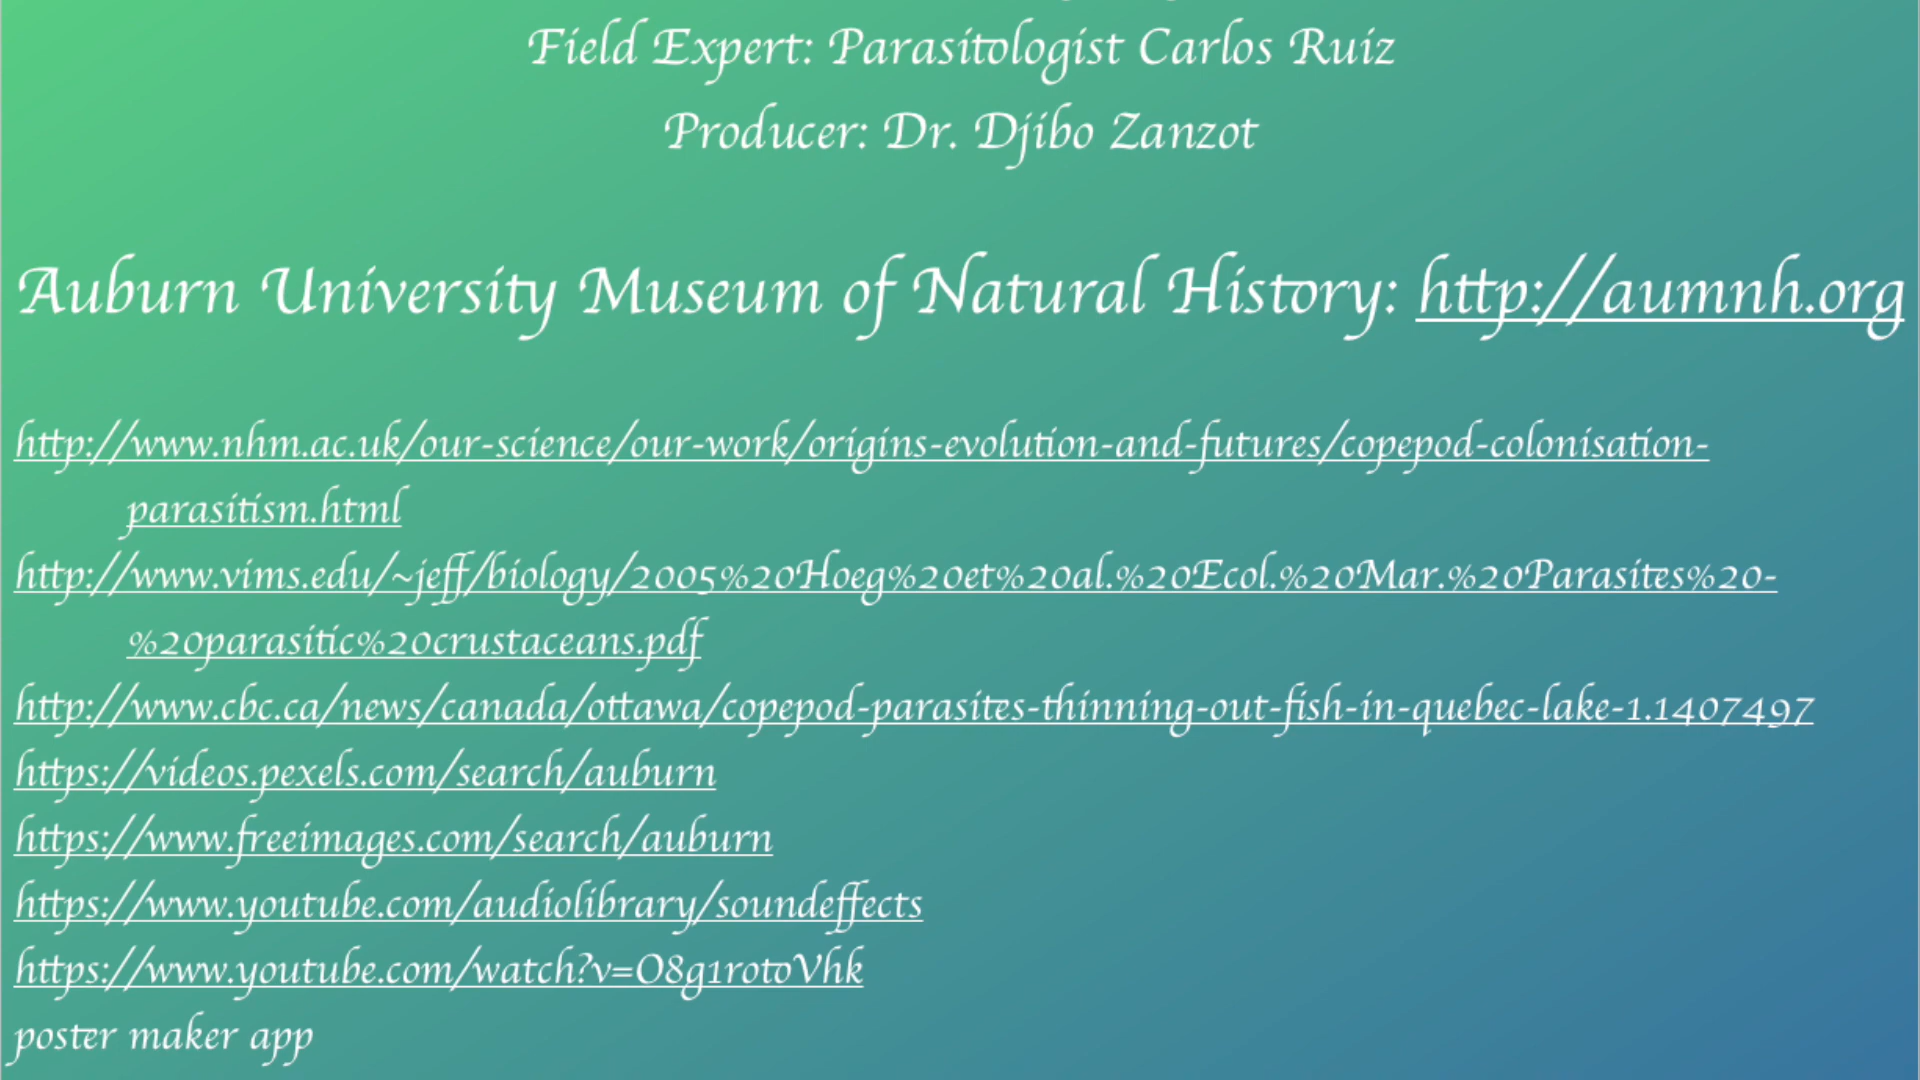 Field Expert: Parasitologist Carlos Ruiz
Producer: Dr. Djibo Zanzot
Auburn University Museum of Natural History: http://aumnh.org
http://www.nhm.ac.uk/our-science/our-work/origins-evolution-and-futures/copepod-colonisation-
parasitism.html
http://www.vims.edu/~jeff/biology/2005%20Hoeg%20et%20al.%20Ecol.%20Mar.%20Parasites%20-
%20parasitic%20crustaceans.pdf
http://www.cbc.ca/news/canada/ottawa/copepod-parasites-thinning-out-fish-in-quebec-lake-1.1407497
https://videos.pexels.com/search/auburn
https://www.freeimages.com/search/auburn
https://www.youtube.com/audiolibrary/soundeffects
https://www.youtube.com/watch?v=O8g1rotoVhk
poster maker app